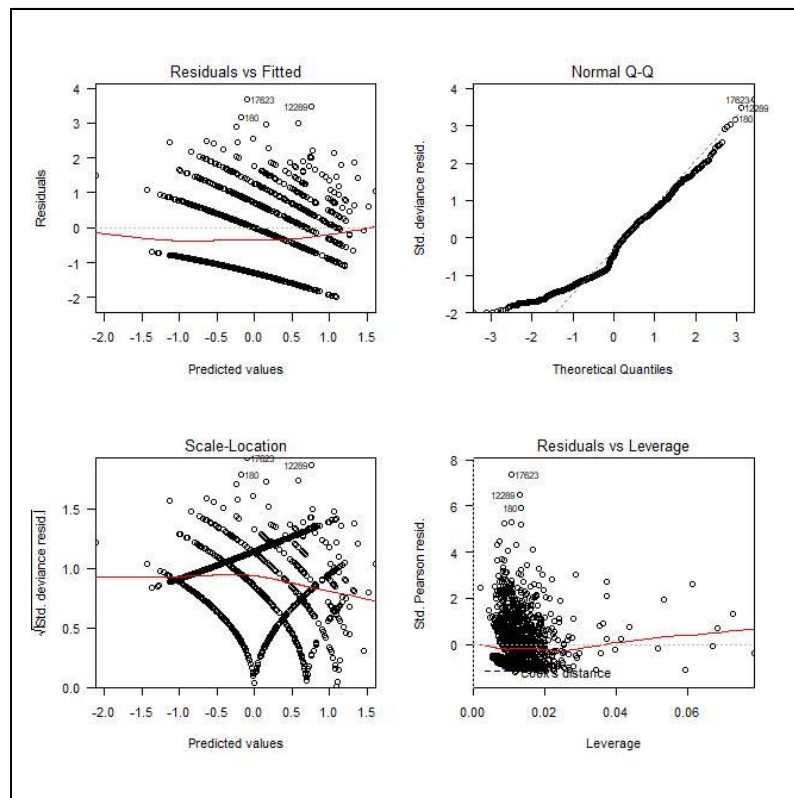 Residuals vs Fitted
4
3
2
1
0
-1
-2
Residuals
17623
12289
180
-2.0 -1.5 -1.0 -0.5 0.0 0.5 1.0 1.5
Predicted values
Normal Q-Q
4
3
2
1
0
-1
-2
Std. deviance resid.
17623
12289
180
-3 -2 -1 0 1 2 3
Theoretical Quantiles
Scale-Location
1.5
1.0
0.5
0.0
√|Std. deviance resid.|
17623
12289
180
-2.0 -1.5 -1.0 -0.5 0.0 0.5 1.0 1.5
Predicted values
Residuals vs Leverage
8
6
4
2
0
Std. Pearson resid.
17623
12289
180
Cook's distance
0.00 0.02 0.04 0.06
Leverage